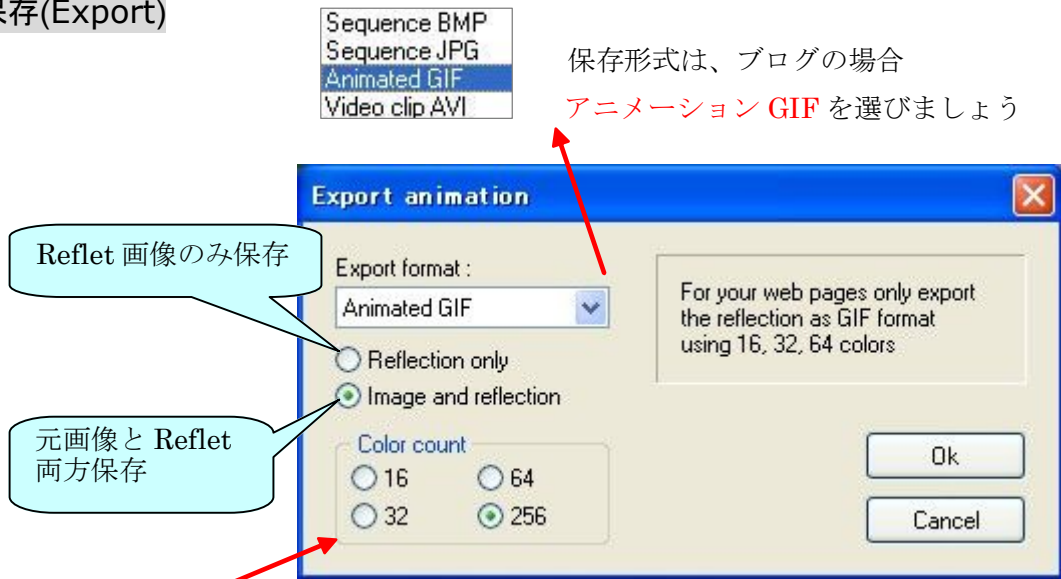 保存(Export)
Sequence BMP
Sequence JPG
Animated GIF
Video clip AVI
保存形式は、ブログの場合
アニメーション GIF を選びましょう
Export animation
Reflet 画像のみ保存
Export format :
Animated GIF
For your web pages only export
the reflection as GIF format
using 16, 32, 64 colors
Reflection only
Image and reflection
元画像と Reflet
両方保存
Color count
16
64
32
256
Ok
Cancel